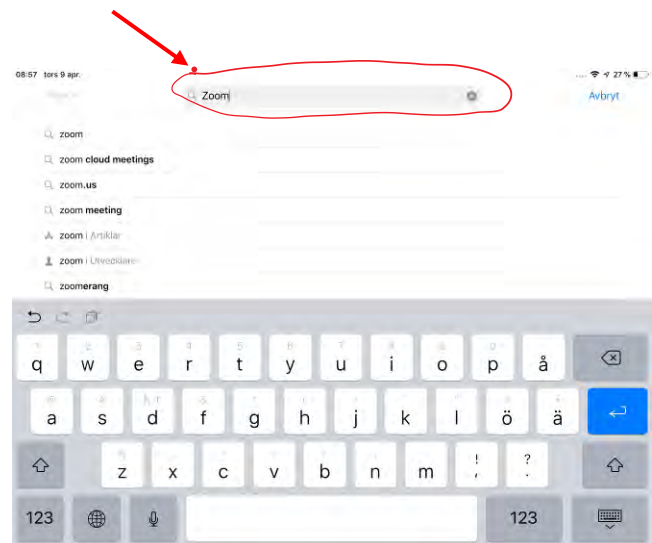 08:57 tors 9 apr.
27 %
Zoom
Avbryt
zoom
zoom cloud meetings
zoom.us
zoom meeting
zoom i Artiklar
zoom i Utvecklare
zoomerang
q w e r t y u i o p å
a s d f g h j k l ö ä
z x c v b n m ! , ? .
123 123